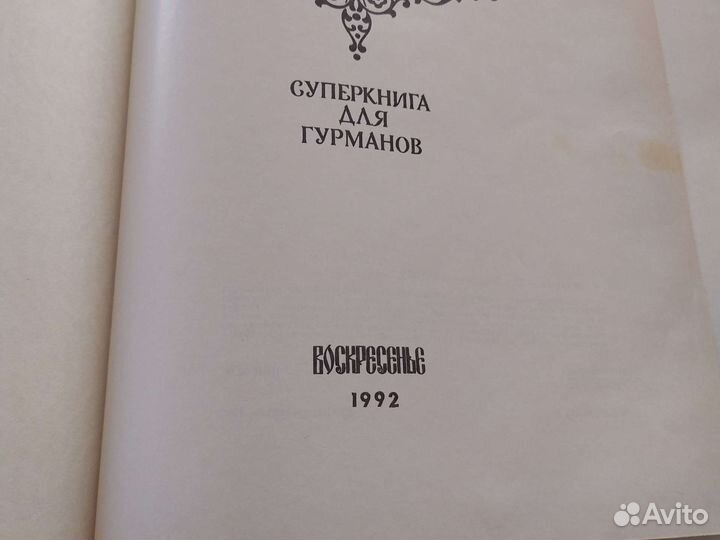 СУПЕРКНИГА
ДЛЯ
ГУРМАНОВ
ВОСКРЕСЕНЬЕ
1992
Avito